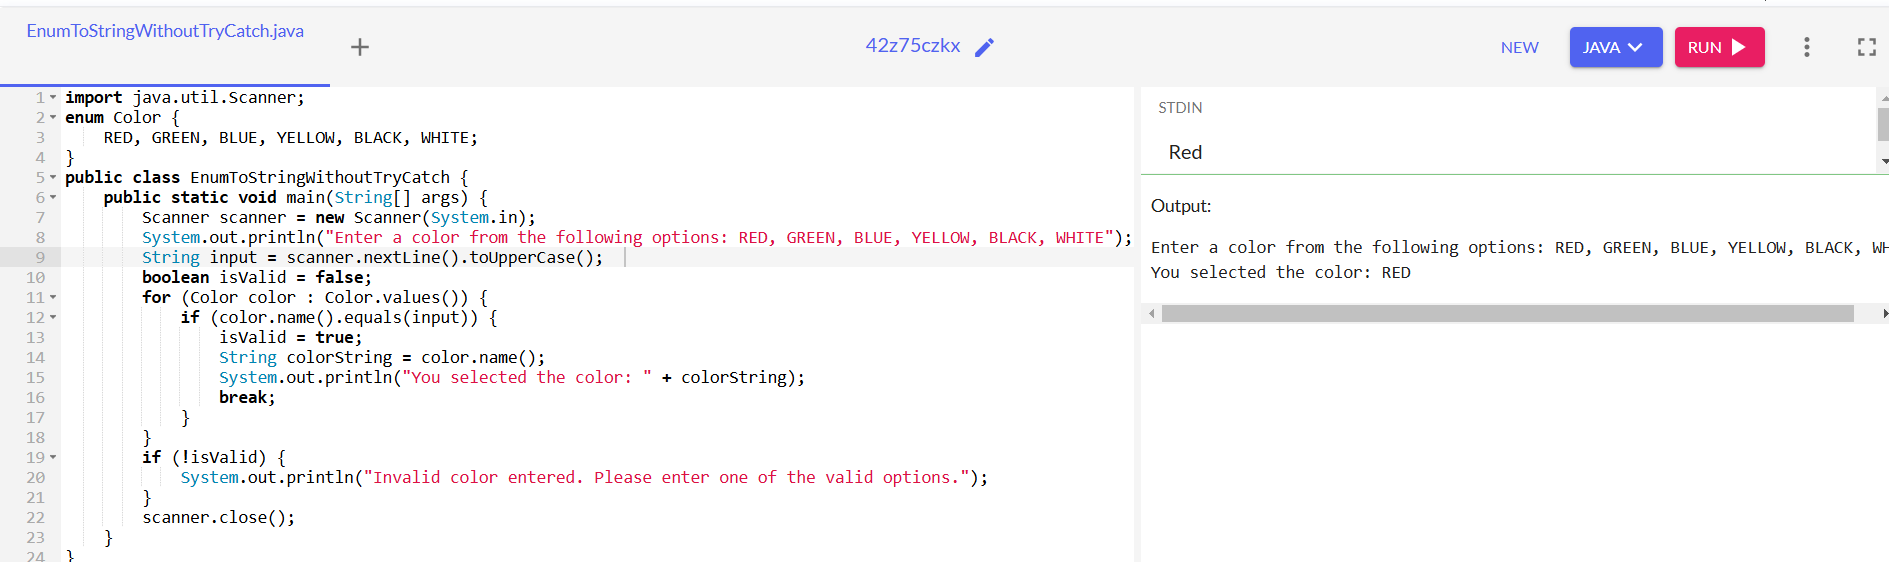 EnumToStringWithoutTryCatch.java
42z75czkx
NEW
JAVA
RUN
1 import java.util.Scanner;
2 enum Color {
3 RED, GREEN, BLUE, YELLOW, BLACK, WHITE;
4 }
5 public class EnumToStringWithoutTryCatch {
6 public static void main(String[] args) {
7 Scanner scanner = new Scanner(System.in);
8 System.out.println("Enter a color from the following options: RED, GREEN, BLUE, YELLOW, BLACK, WHITE");
9 String input = scanner.nextLine().toUpperCase();
10 boolean isValid = false;
11 for (Color color : Color.values()) {
12 if (color.name().equals(input)) {
13 isValid = true;
14 String colorString = color.name();
15 System.out.println("You selected the color: " + colorString);
16 break;
17 }
18 }
19 if (!isValid) {
20 System.out.println("Invalid color entered. Please enter one of the valid options.");
21 }
22 scanner.close();
23 }
24 }
STDIN
Red
Output:
Enter a color from the following options: RED, GREEN, BLUE, YELLOW, BLACK, WH
You selected the color: RED